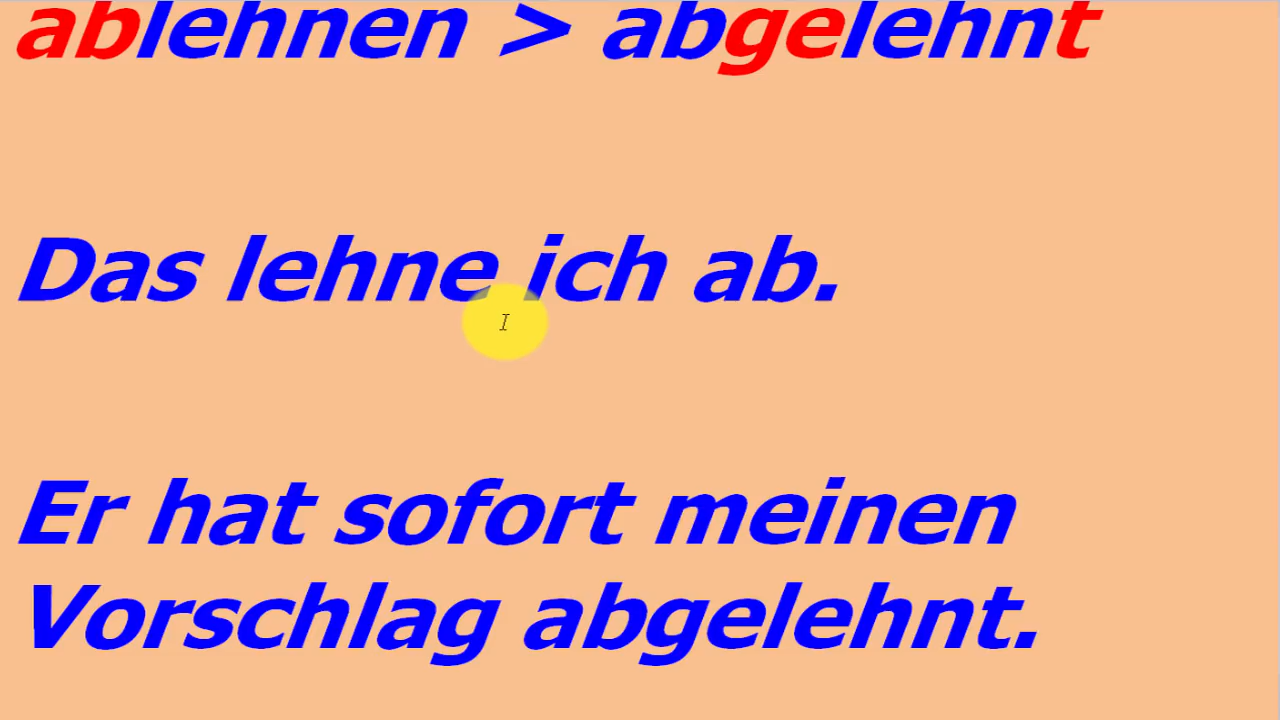 ablehnen > abgelehnt
Das lehne ich ab.
Er hat sofort meinen
Vorschlag abgelehnt.